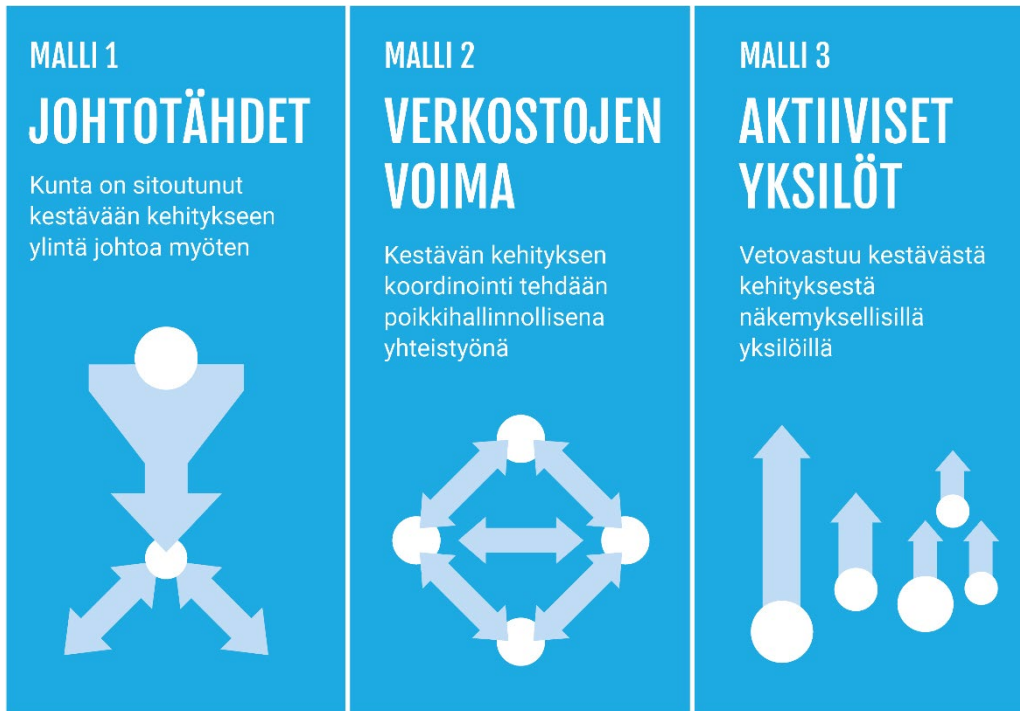 MALLI 1
JOHTOTÄHDET
Kunta on sitoutunut
kestävään kehitykseen
ylintä johtoa myöten
MALLI 2
VERKOSTOJEN
VOIMA
Kestävän kehityksen
koordinointi tehdään
poikkihallinnollisena
yhteistyönä
MALLI 3
AKTIIVISET
YKSILÖT
Vetovastuu kestävästä
kehityksestä
näkemyksellisillä
yksilöillä